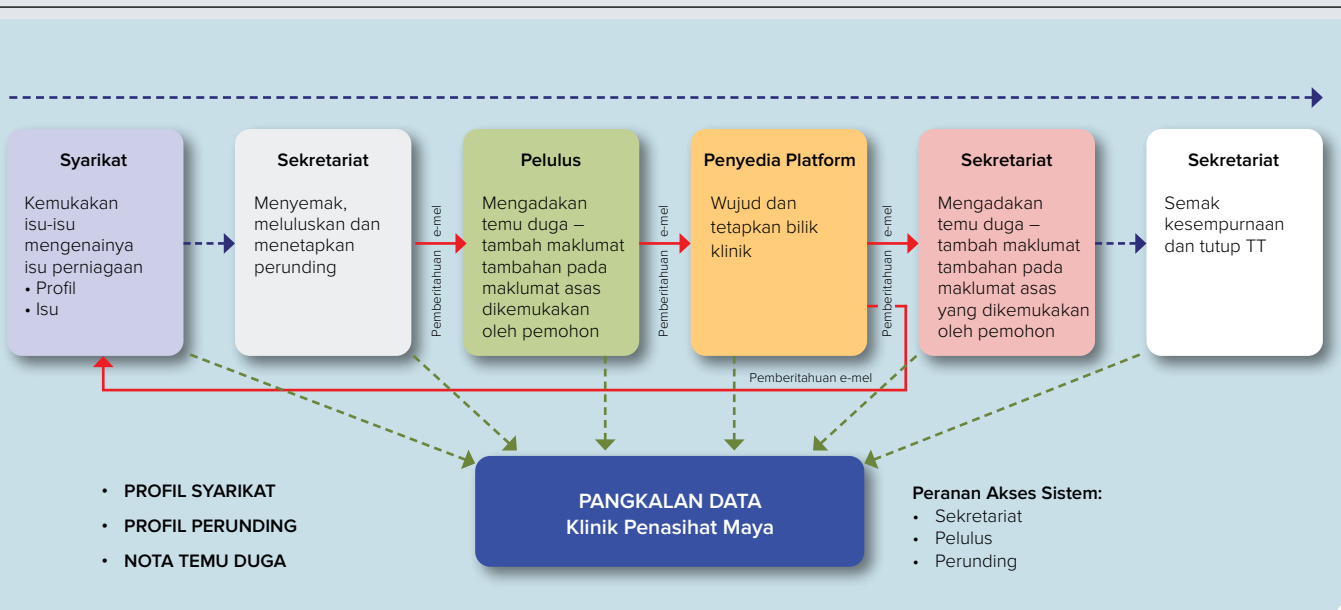 Syarikat
Kemukakan
isu-isu
mengenainya
isu perniagaan
• Profil
• Isu
Sekretariat
Menyemak,
meluluskan dan
menetapkan
perunding
Pemberitahuan e-mel
Pelulus
Mengadakan
temu duga –
tambah maklumat
tambahan pada
maklumat asas
dikemukakan
oleh pemohon
Pemberitahuan e-mel
Penyedia Platform
Wujud dan
tetapkan bilik
klinik
Pemberitahuan e-mel
Sekretariat
Mengadakan
temu duga –
tambah maklumat
tambahan pada
maklumat asas
yang dikemukakan
oleh pemohon
Sekretariat
Semak
kesempurnaan
dan tutup TT
Pemberitahuan e-mel
• PROFIL SYARIKAT
• PROFIL PERUNDING
• NOTA TEMU DUGA
PANGKALAN DATA
Klinik Penasihat Maya
Peranan Akses Sistem:
• Sekretariat
• Pelulus
• Perunding